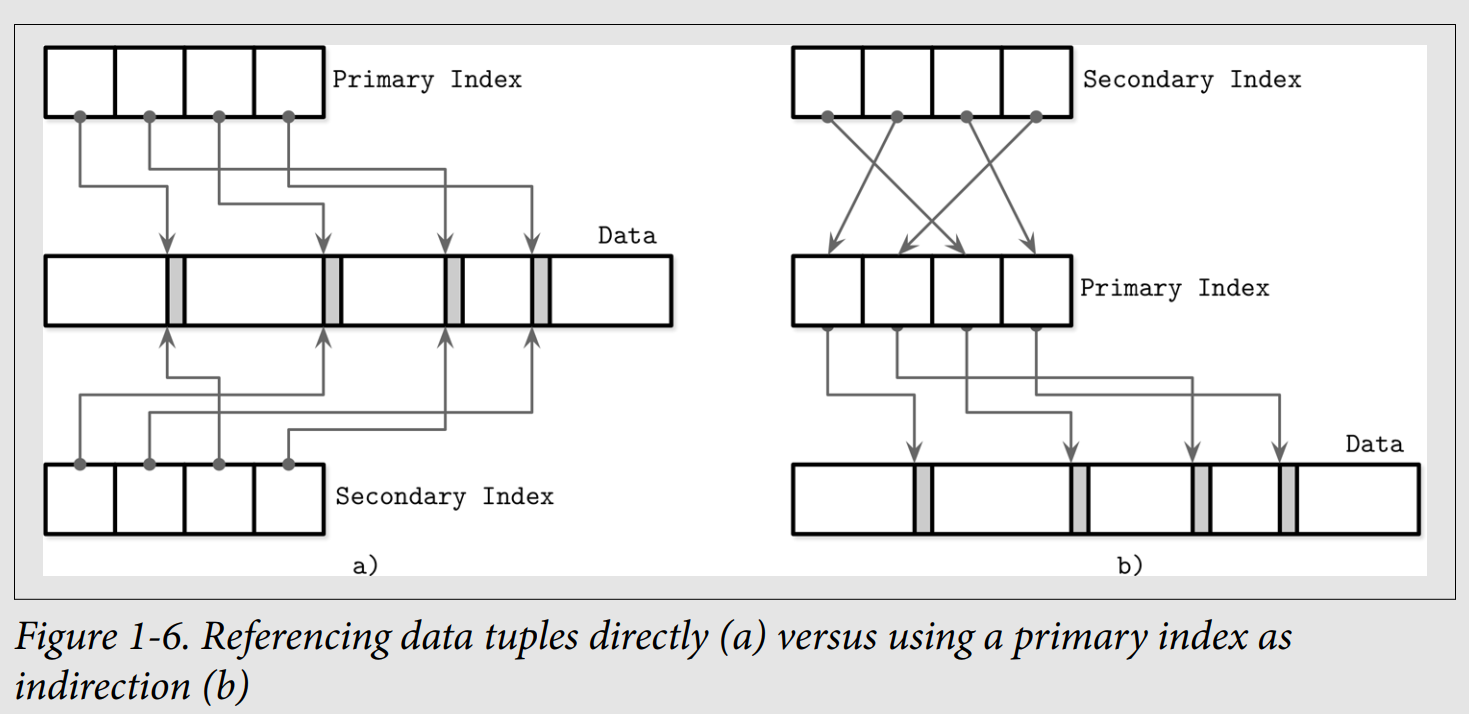 Primary Index
Data
Secondary Index
a)
Secondary Index
Primary Index
Data
b)
Figure 1-6. Referencing data tuples directly (a) versus using a primary index as
indirection (b)